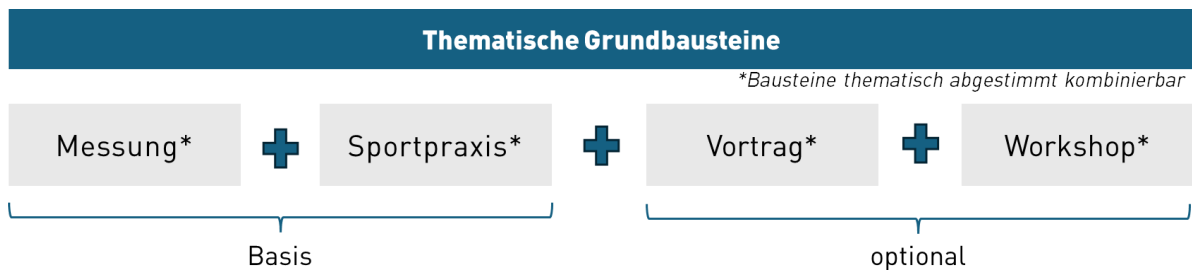 Thematische Grundbausteine
*Bausteine thematisch abgestimmt kombinierbar
Messung* + Sportpraxis* + Vortrag* + Workshop*
Basis optional